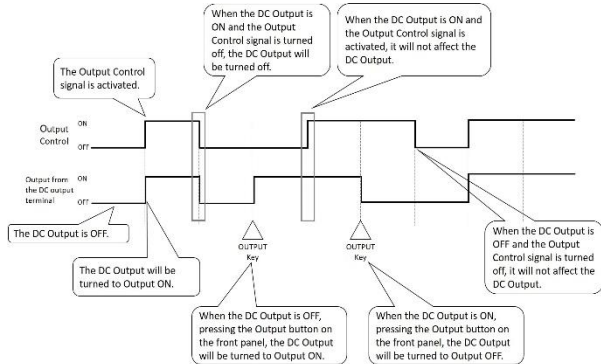 When the DC Output is
ON and the Output
Control signal is turned
off, the DC Output will
be turned off.
When the DC Output is ON and
the Output Control signal is
activated, it will not affect the
DC Output.
The Output Control
signal is activated.
Output
Control
ON
OFF
Output from
the DC output
terminal
ON
OFF
The DC Output is OFF.
The DC Output will be
turned to Output ON.
OUTPUT
Key
OUTPUT
Key
When the DC Output is
OFF and the Output
Control signal is turned
off, it will not affect the
DC Output.
When the DC Output is OFF,
pressing the Output button on
the front panel, the DC Output
will be turned to Output ON.
When the DC Output is ON,
pressing the Output button on
the front panel, the DC Output
will be turned to Output OFF.